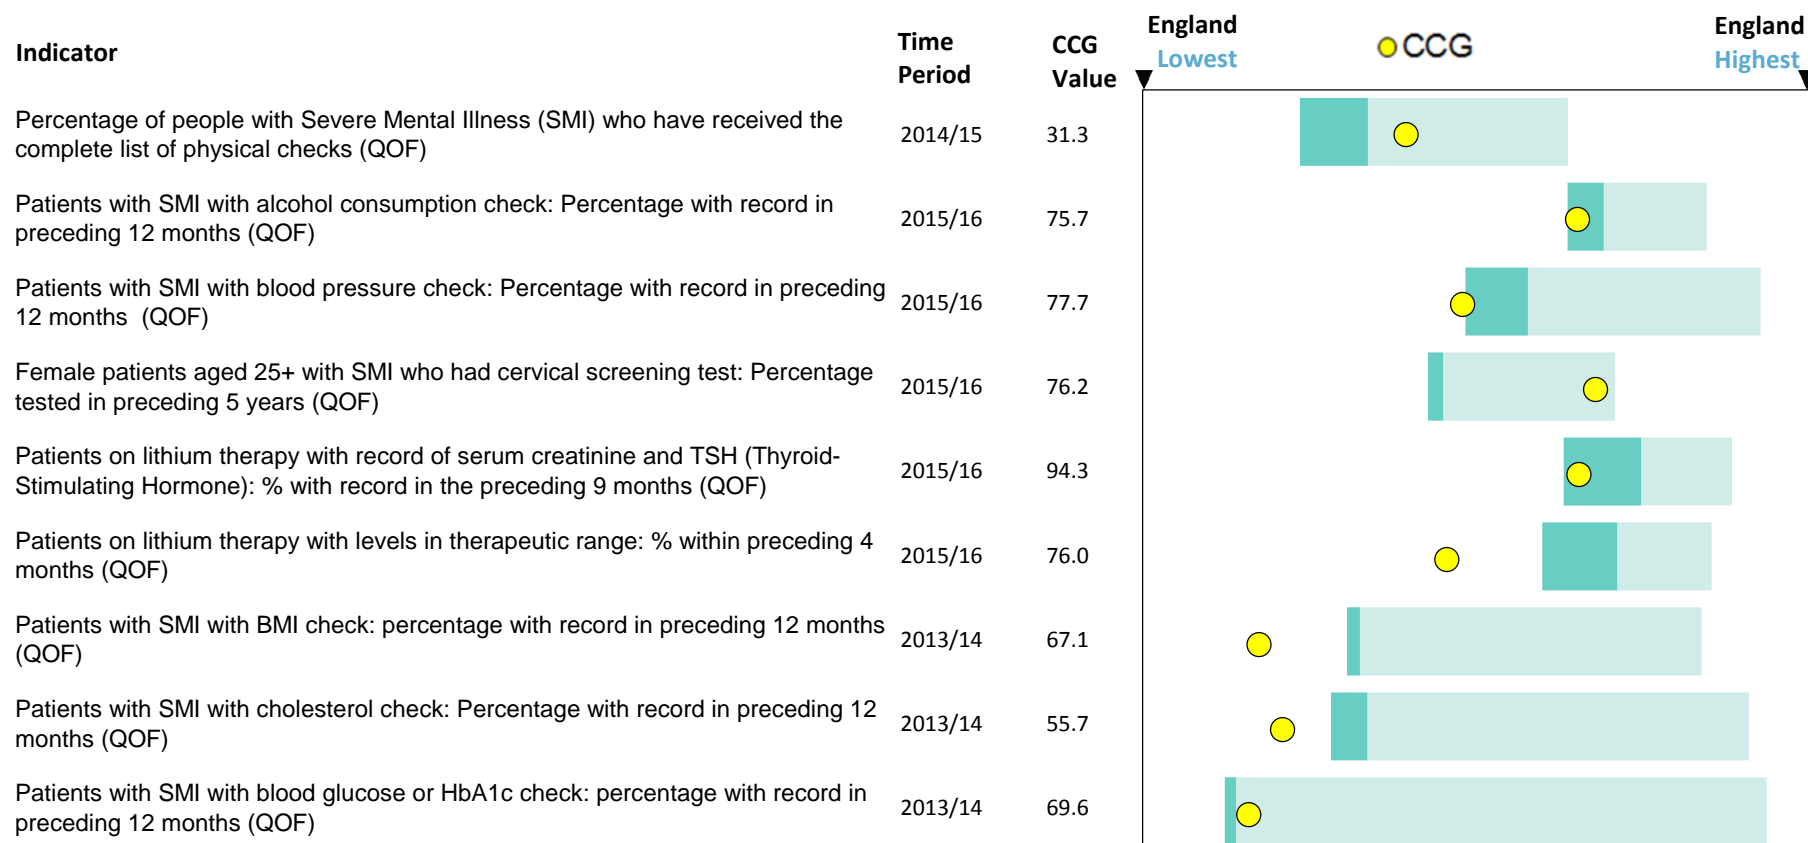 Indicator
Time
Period
CCG
Value
England
Lowest
CCG
England
Highest
Percentage of people with Severe Mental Illness (SMI) who have received the
complete list of physical checks (QOF)
2014/15
31.3
Patients with SMI with alcohol consumption check: Percentage with record in
preceding 12 months (QOF)
2015/16
75.7
Patients with SMI with blood pressure check: Percentage with record in preceding
12 months  (QOF)
2015/16
77.7
Female patients aged 25+ with SMI who had cervical screening test: Percentage
tested in preceding 5 years (QOF)
2015/16
76.2
Patients on lithium therapy with record of serum creatinine and TSH (Thyroid-
Stimulating Hormone): % with record in the preceding 9 months (QOF)
2015/16
94.3
Patients on lithium therapy with levels in therapeutic range: % within preceding 4
months (QOF)
2015/16
76.0
Patients with SMI with BMI check: percentage with record in preceding 12 months
(QOF)
2013/14
67.1
Patients with SMI with cholesterol check: Percentage with record in preceding 12
months (QOF)
2013/14
55.7
Patients with SMI with blood glucose or HbA1c check: percentage with record in
preceding 12 months (QOF)
2013/14
69.6